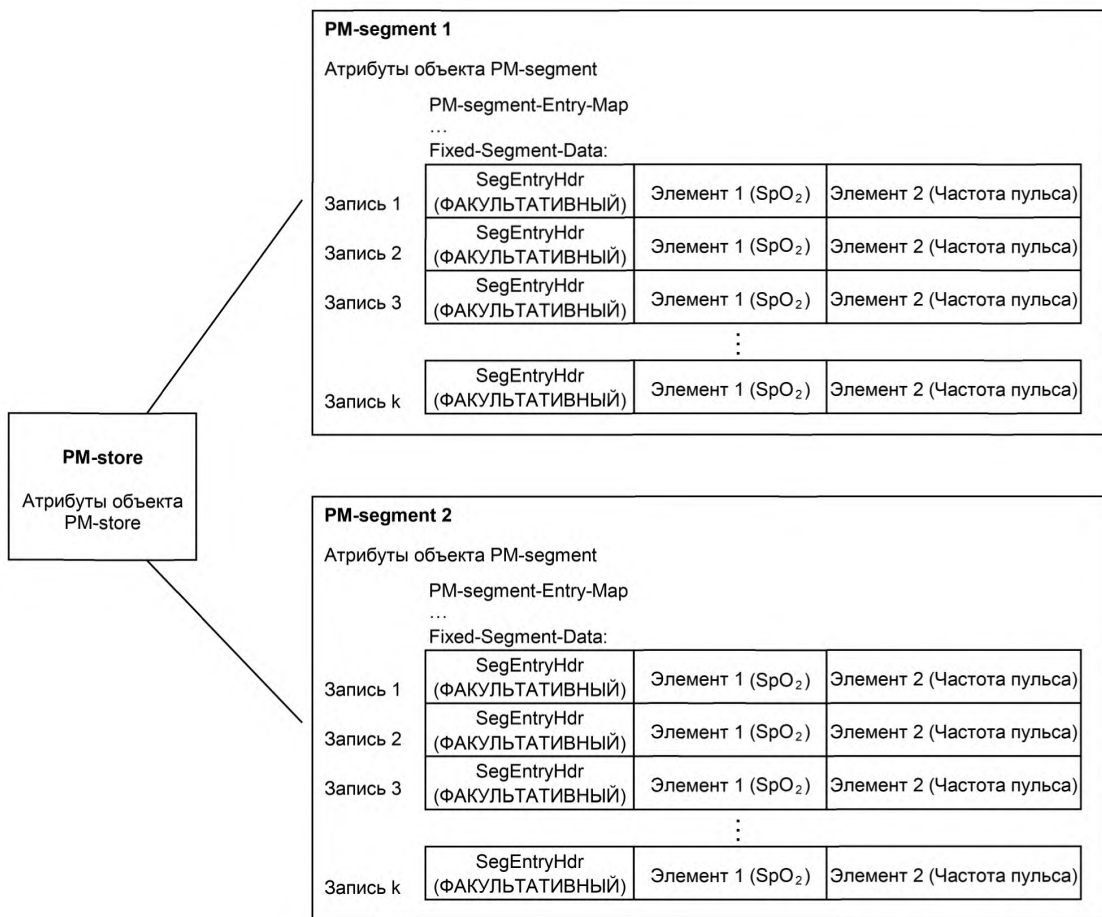 PM-segment 1
Атрибуты объекта PM-segment
PM-segment-Entry-Map
...
Fixed-Segment-Data:
Запись 1 SegEntryHdr (ФАКУЛЬТАТИВНЫЙ) Элемент 1 (SpO₂) Элемент 2 (Частота пульса)
Запись 2 SegEntryHdr (ФАКУЛЬТАТИВНЫЙ) Элемент 1 (SpO₂) Элемент 2 (Частота пульса)
Запись 3 SegEntryHdr (ФАКУЛЬТАТИВНЫЙ) Элемент 1 (SpO₂) Элемент 2 (Частота пульса)
⋮
Запись k SegEntryHdr (ФАКУЛЬТАТИВНЫЙ) Элемент 1 (SpO₂) Элемент 2 (Частота пульса)
PM-store
Атрибуты объекта
PM-store
PM-segment 2
Атрибуты объекта PM-segment
PM-segment-Entry-Map
...
Fixed-Segment-Data:
Запись 1 SegEntryHdr (ФАКУЛЬТАТИВНЫЙ) Элемент 1 (SpO₂) Элемент 2 (Частота пульса)
Запись 2 SegEntryHdr (ФАКУЛЬТАТИВНЫЙ) Элемент 1 (SpO₂) Элемент 2 (Частота пульса)
Запись 3 SegEntryHdr (ФАКУЛЬТАТИВНЫЙ) Элемент 1 (SpO₂) Элемент 2 (Частота пульса)
⋮
Запись k SegEntryHdr (ФАКУЛЬТАТИВНЫЙ) Элемент 1 (SpO₂) Элемент 2 (Частота пульса)